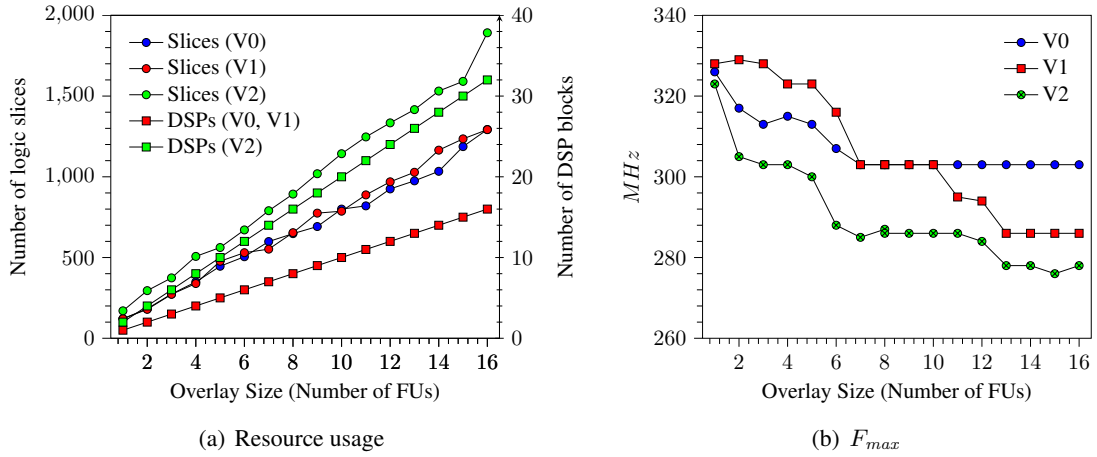 2,000
1,500
1,000
500
0
Number of logic slices
Slices (V0)
Slices (V1)
Slices (V2)
DSPs (V0, V1)
DSPs (V2)
40
30
20
10
0
Number of DSP blocks
2 4 6 8 10 12 14 16
Overlay Size (Number of FUs)
(a) Resource usage
340
320
300
280
260
MHz
V0
V1
V2
2 4 6 8 10 12 14 16
Overlay Size (Number of FUs)
(b) Fmax